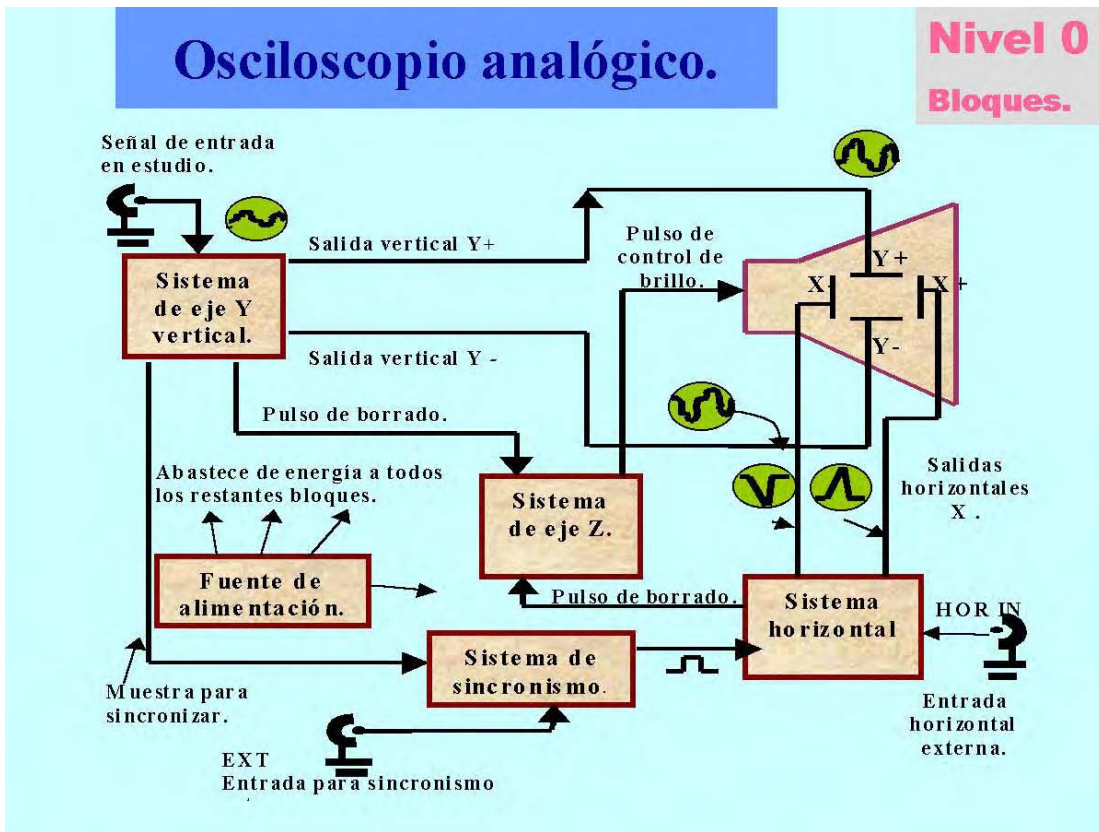 Osciloscopio analógico.
Nivel 0
Bloques.
Señal de entrada
en estudio.
Salida vertical Y+
Pulso de
control de
brillo.
Sistema
de eje Y
vertical.
Y+
X-
X+
Y-
Salida vertical Y -
Pulso de borrado.
Abastece de energía a todos
los restantes bloques.
Sistema
de eje Z.
Salidas
horizontales
X .
Fuente de
alimentación.
Pulso de borrado.
Sistema
horizontal
HOR IN
Sistema de
sincronismo.
Muestra para
sincronizar.
Entrada
horizontal
externa.
EXT
Entrada para sincronismo